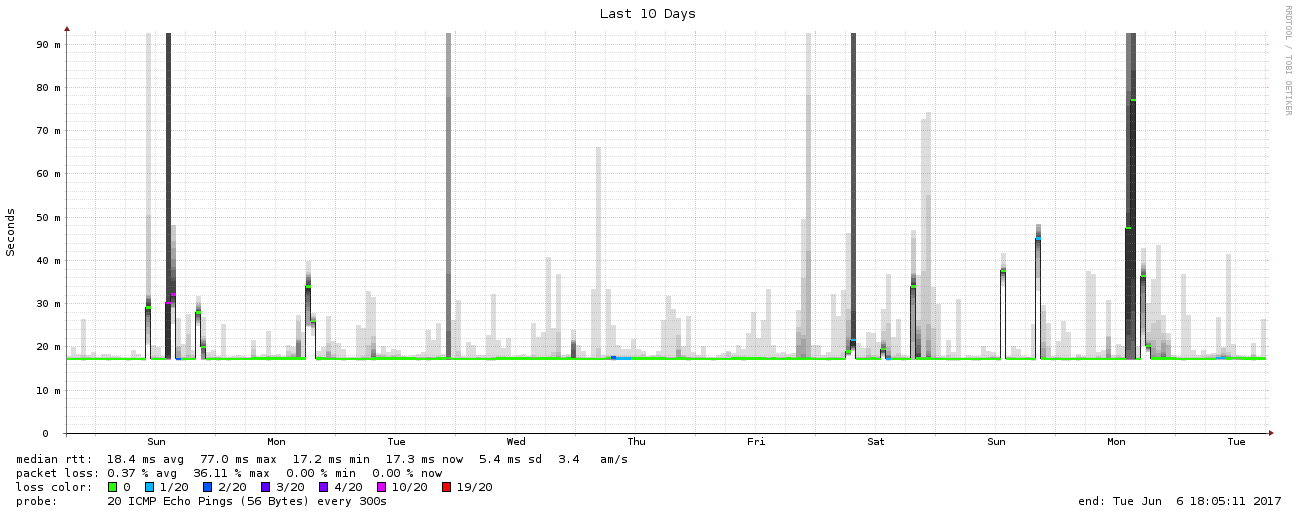 Last 10 Days
RRDTOOL / TOBI OETIKER
Seconds
90 m
80 m
70 m
60 m
50 m
40 m
30 m
20 m
10 m
0
Sun Mon Tue Wed Thu Fri Sat Sun Mon Tue
median rtt: 18.4 ms avg 77.0 ms max 17.2 ms min 17.3 ms now 5.4 ms sd 3.4 am/s
packet loss: 0.37 % avg 36.11 % max 0.00 % min 0.00 % now
loss color: 0 1/20 2/20 3/20 4/20 10/20 19/20
probe: 20 ICMP Echo Pings (56 Bytes) every 300s end: Tue Jun 6 18:05:11 2017